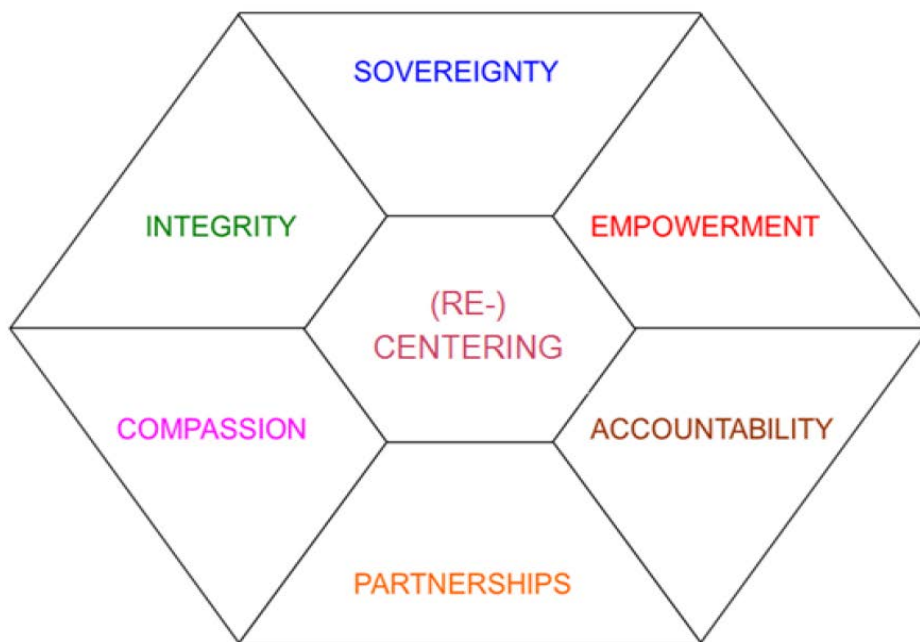 SOVEREIGNTY
INTEGRITY
EMPOWERMENT
(RE-)
CENTERING
COMPASSION
ACCOUNTABILITY
PARTNERSHIPS